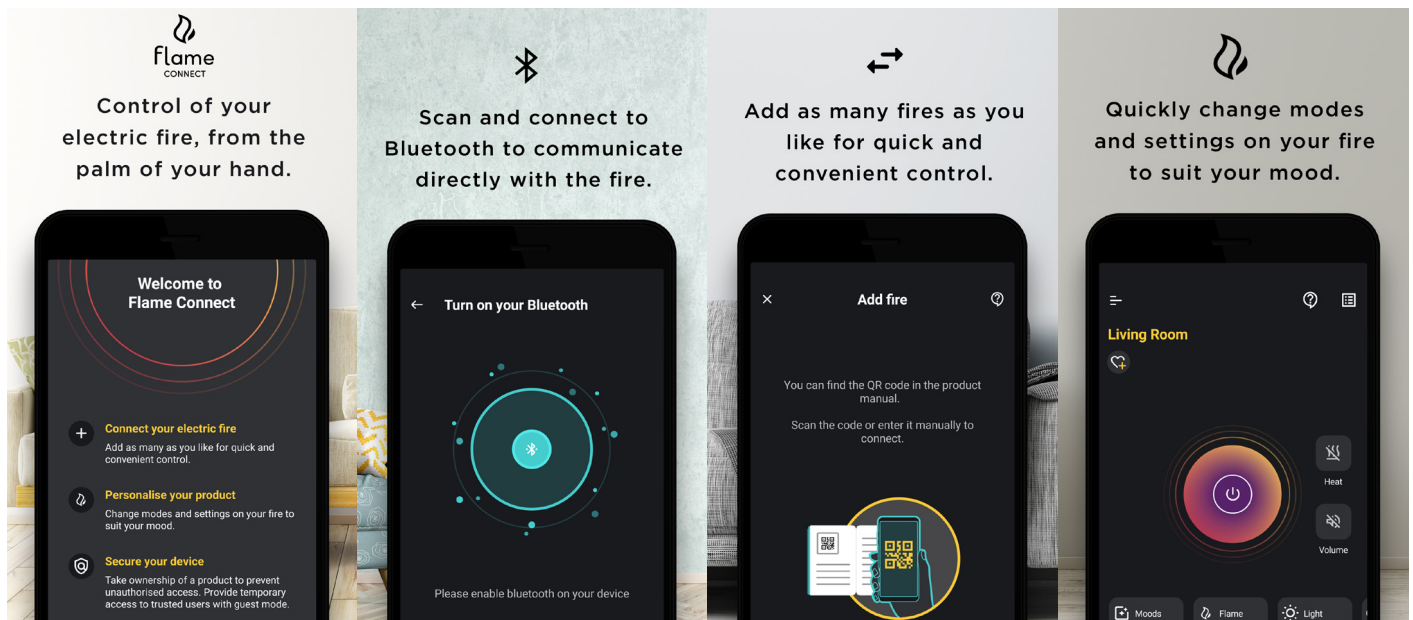 flame
CONNECT
Control of your
electric fire, from the
palm of your hand.
Welcome to
Flame Connect
Connect your electric fire
Add as many as you like for quick and
convenient control.
Personalise your product
Change modes and settings on your fire to
suit your mood.
Secure your device
Take ownership of a product to prevent
unauthorised access. Provide temporary
access to trusted users with guest mode.
Scan and connect to
Bluetooth to communicate
directly with the fire.
Turn on your Bluetooth
Please enable bluetooth on your device
Add as many fires as you
like for quick and
convenient control.
Add fire
You can find the QR code in the product
manual.
Scan the code or enter it manually to
connect.
Quickly change modes
and settings on your fire
to suit your mood.
Living Room
Heat
Volume
Moods
Flame
Light